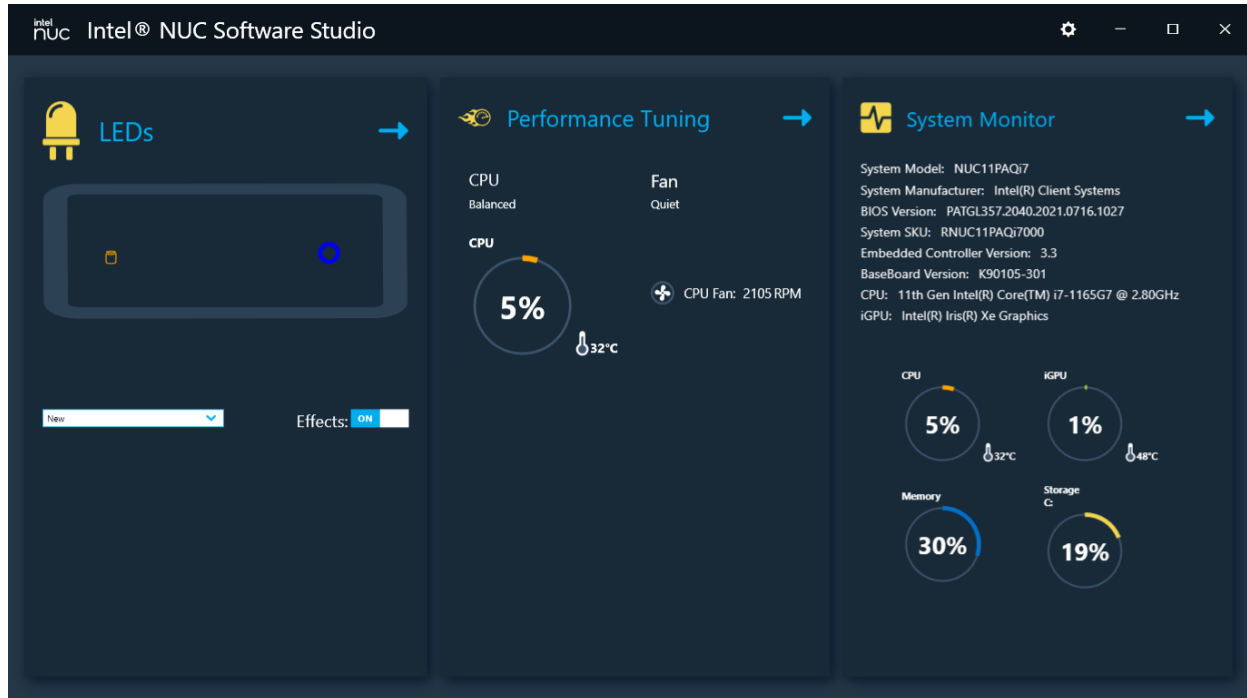 intel
nuc Intel® NUC Software Studio
LEDs
New
Effects: ON
Performance Tuning
CPU
Balanced
Fan
Quiet
CPU
5%
32°C
CPU Fan: 2105 RPM
System Monitor
System Model: NUC11PAQi7
System Manufacturer: Intel(R) Client Systems
BIOS Version: PATGL357.2040.2021.0716.1027
System SKU: RNUC11PAQi7000
Embedded Controller Version: 3.3
BaseBoard Version: K90105-301
CPU: 11th Gen Intel(R) Core(TM) i7-1165G7 @ 2.80GHz
iGPU: Intel(R) Iris(R) Xe Graphics
CPU
5%
32°C
iGPU
1%
48°C
Memory
30%
Storage
C:
19%